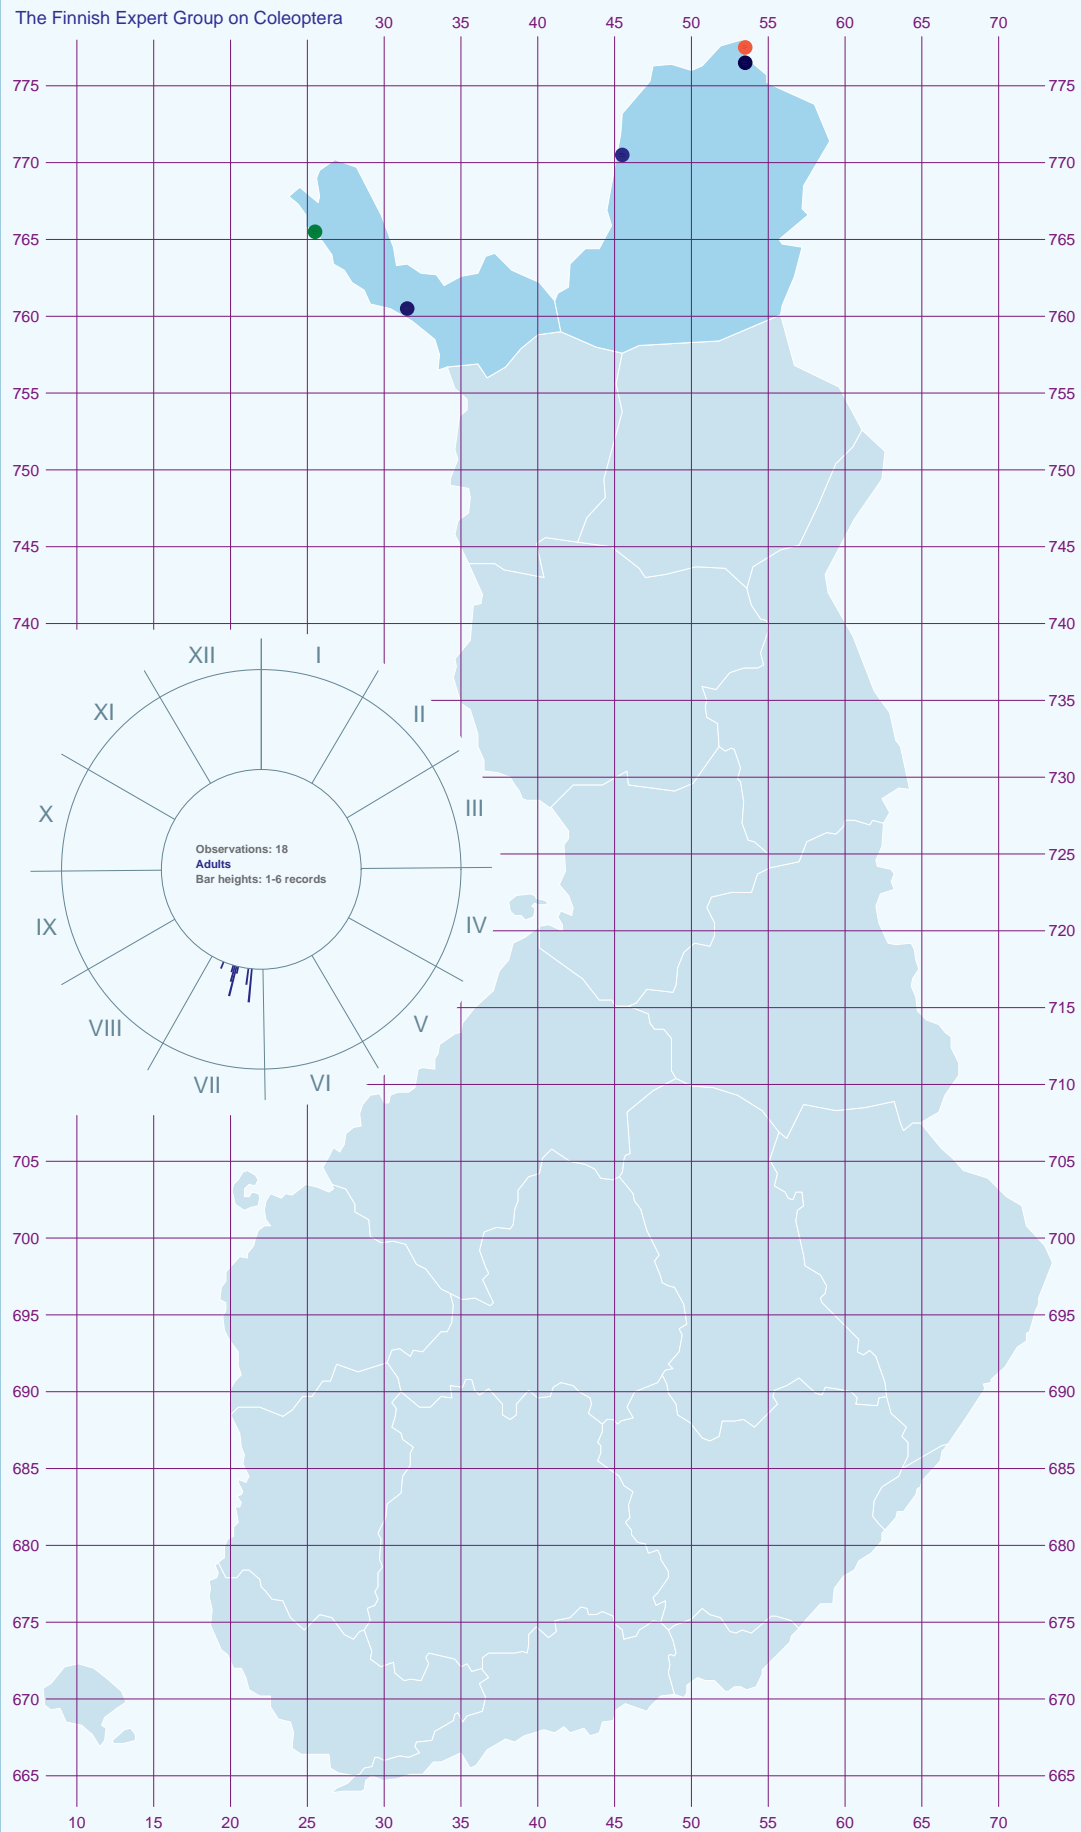 The Finnish Expert Group on Coleoptera
30 35 40 45 50 55 60 65 70
775 775
770 770
765 765
760 760
755 755
750 750
745 745
740 740
XII I
XI II
735
730
X III
Observations: 18
Adults
Bar heights: 1-6 records
725
IX IV
720
VIII V
715
VII VI
710
705 705
700 700
695 695
690 690
685 685
680 680
675 675
670 670
665 665
10 15 20 25 30 35 40 45 50 55 60 65 70